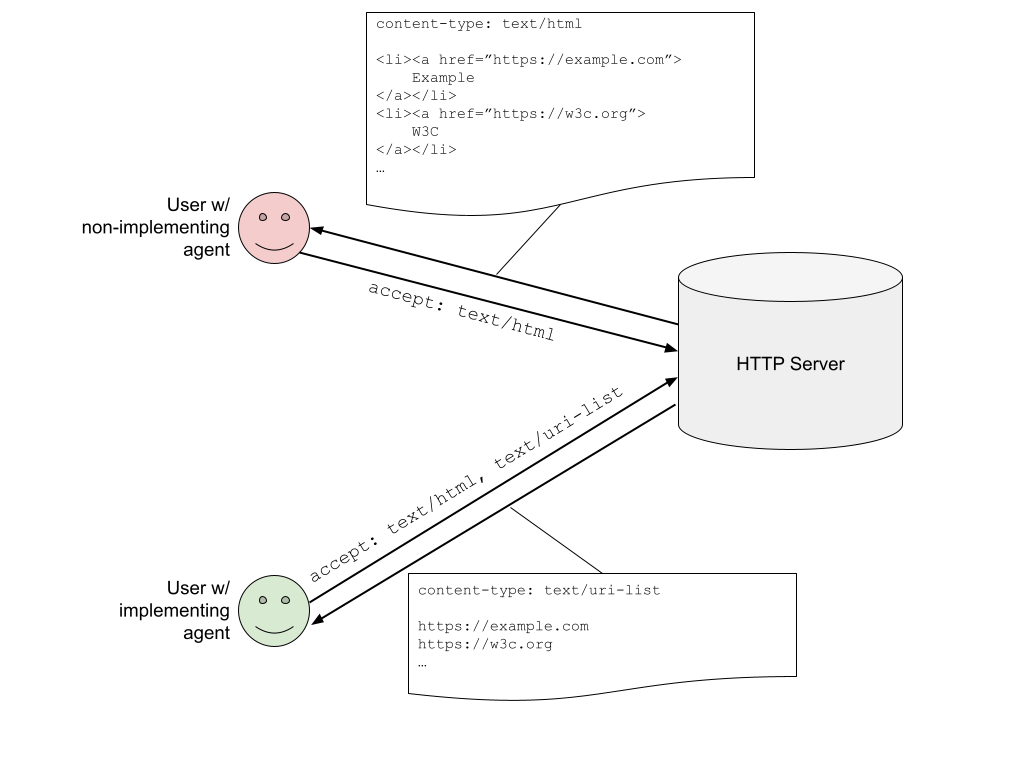 content-type: text/html
<li><a href=”https://example.com”>
    Example
</a></li>
<li><a href=”https://w3c.org”>
    W3C
</a></li>
…
User w/
non-implementing
agent
accept: text/html
HTTP Server
accept: text/html, text/uri-list
User w/
implementing
agent
content-type: text/uri-list
https://example.com
https://w3c.org
…